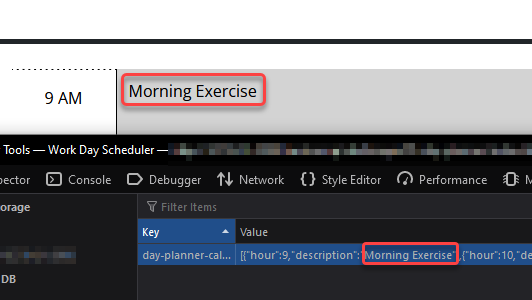 9 AM
Morning Exercise
Tools — Work Day Scheduler —
pector Console Debugger Network Style Editor Performance M
orage
Filter Items
Key Value
day-planner-cal... [{"hour":9,"description":"Morning Exercise"},{"hour":10,"de
DB